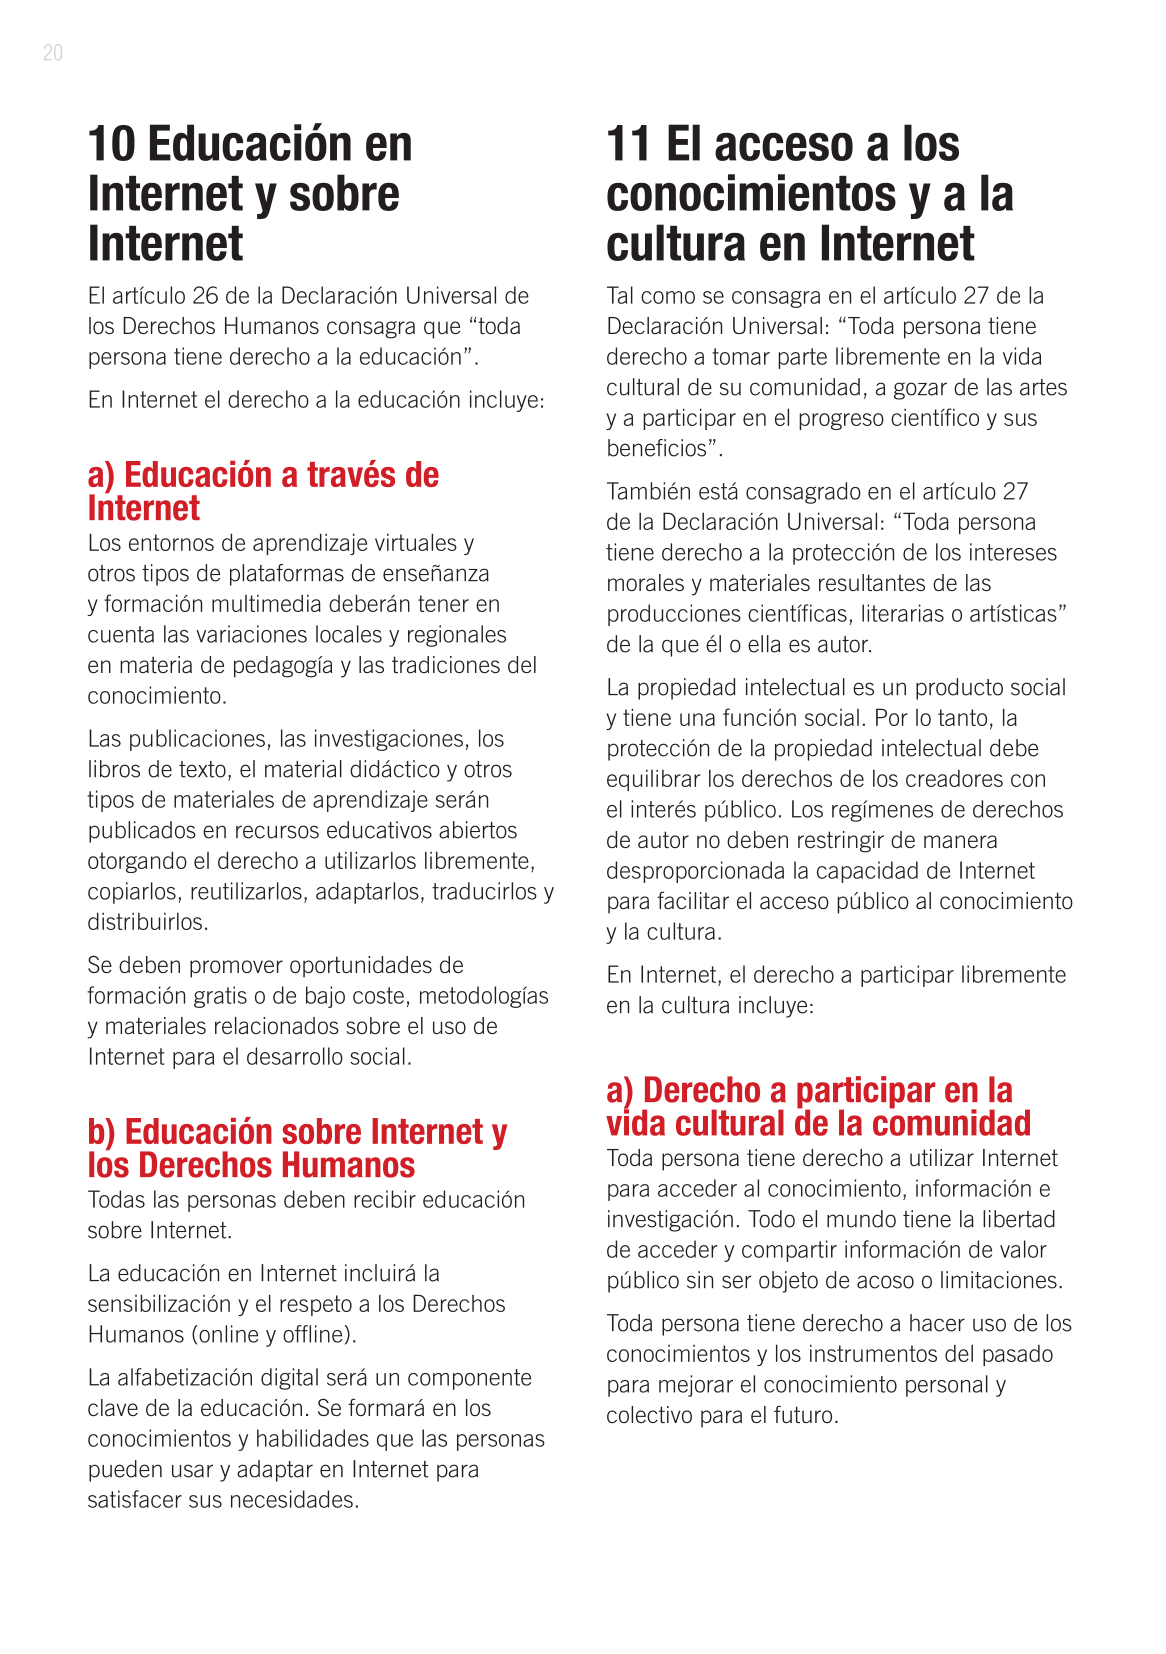 20
10 Educación en
Internet y sobre
Internet
El artículo 26 de la Declaración Universal de
los Derechos Humanos consagra que “toda
persona tiene derecho a la educación”.
En Internet el derecho a la educación incluye:
a) Educación a través de
Internet
Los entornos de aprendizaje virtuales y
otros tipos de plataformas de enseñanza
y formación multimedia deberán tener en
cuenta las variaciones locales y regionales
en materia de pedagogía y las tradiciones del
conocimiento.
Las publicaciones, las investigaciones, los
libros de texto, el material didáctico y otros
tipos de materiales de aprendizaje serán
publicados en recursos educativos abiertos
otorgando el derecho a utilizarlos libremente,
copiarlos, reutilizarlos, adaptarlos, traducirlos y
distribuirlos.
Se deben promover oportunidades de
formación gratis o de bajo coste, metodologías
y materiales relacionados sobre el uso de
Internet para el desarrollo social.
b) Educación sobre Internet y
los Derechos Humanos
Todas las personas deben recibir educación
sobre Internet.
La educación en Internet incluirá la
sensibilización y el respeto a los Derechos
Humanos (online y offline).
La alfabetización digital será un componente
clave de la educación. Se formará en los
conocimientos y habilidades que las personas
pueden usar y adaptar en Internet para
satisfacer sus necesidades.
11 El acceso a los
conocimientos y a la
cultura en Internet
Tal como se consagra en el artículo 27 de la
Declaración Universal: “Toda persona tiene
derecho a tomar parte libremente en la vida
cultural de su comunidad, a gozar de las artes
y a participar en el progreso científico y sus
beneficios”.
También está consagrado en el artículo 27
de la Declaración Universal: “Toda persona
tiene derecho a la protección de los intereses
morales y materiales resultantes de las
producciones científicas, literarias o artísticas”
de la que él o ella es autor.
La propiedad intelectual es un producto social
y tiene una función social. Por lo tanto, la
protección de la propiedad intelectual debe
equilibrar los derechos de los creadores con
el interés público. Los regímenes de derechos
de autor no deben restringir de manera
desproporcionada la capacidad de Internet
para facilitar el acceso público al conocimiento
y la cultura.
En Internet, el derecho a participar libremente
en la cultura incluye:
a) Derecho a participar en la
vida cultural de la comunidad
Toda persona tiene derecho a utilizar Internet
para acceder al conocimiento, información e
investigación. Todo el mundo tiene la libertad
de acceder y compartir información de valor
público sin ser objeto de acoso o limitaciones.
Toda persona tiene derecho a hacer uso de los
conocimientos y los instrumentos del pasado
para mejorar el conocimiento personal y
colectivo para el futuro.